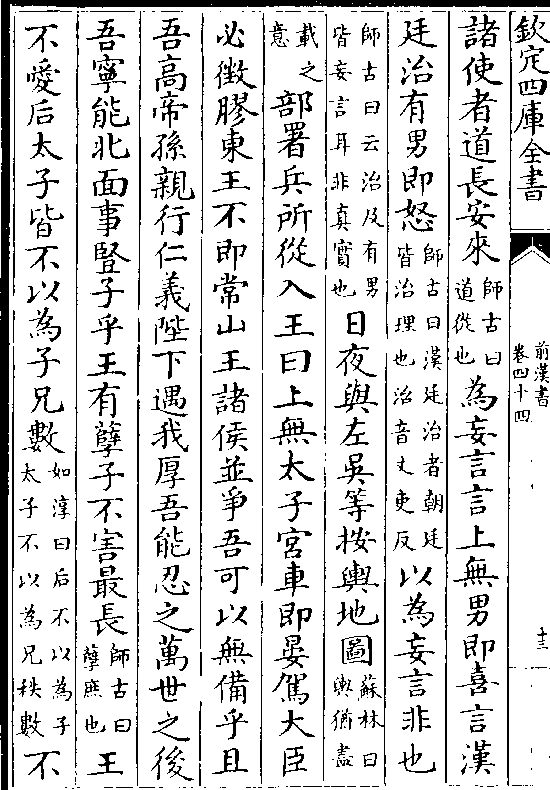 欽定四庫全書
前漢書
卷四十四
十三
諸使者道長安來師古曰道從也為妄言言上無男即喜言漢
廷治有男即怒師古曰漢廷治者朝廷皆治理也治音丈吏反以為妄言非也
師古曰云治及有男皆妄言耳非真實也日夜與左吳等按輿地圖蘇林曰輿猶盡
載之意部署兵所從入王曰上無太子宮車即晏駕大臣
必徵膠東王不即常山王諸侯並爭吾可以無備乎且
吾高帝孫親行仁義陛下遇我厚吾能忍之萬世之後
吾寧能北面事豎子乎王有孽子不害最長師古曰孽庶也王
不愛后太子皆不以為子兄數如淳曰后不以為子太子不以為兄秩數不